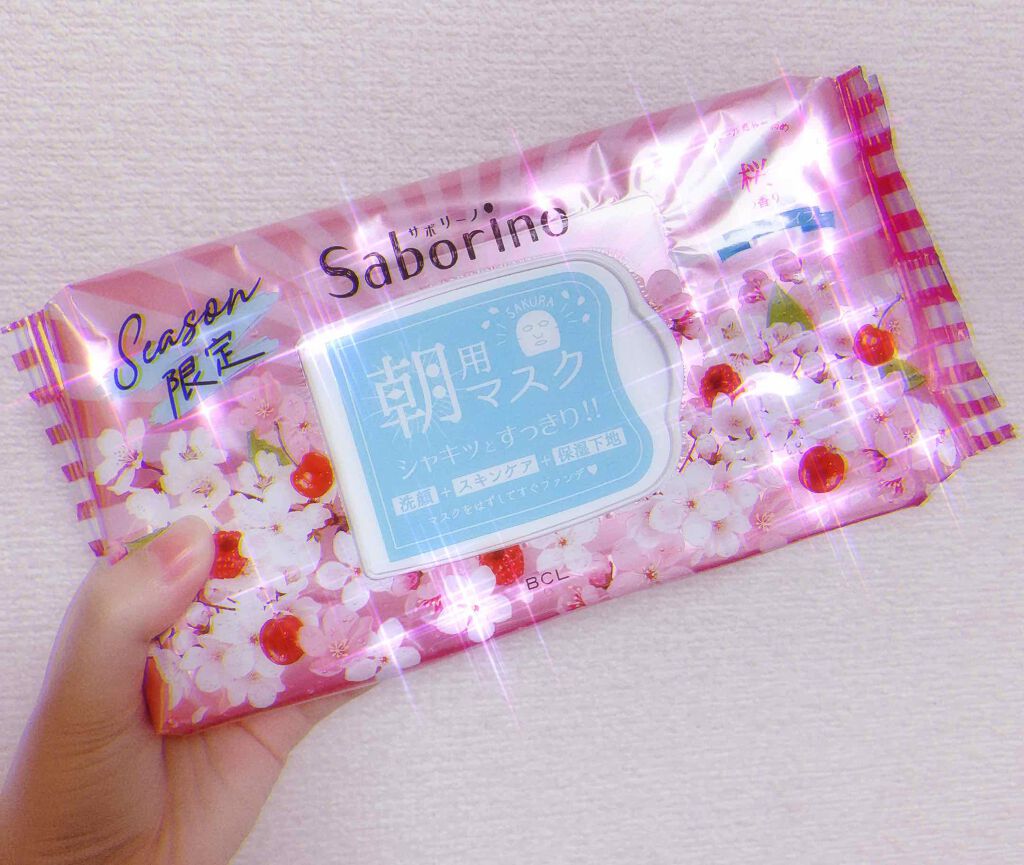 Season
限定
サボリーノ
Saborino
SAKURA
朝用マスク
シャキッとすっきり!!
洗顔+スキンケア+保湿下地
マスクをはずしてすぐファンデ♥
BCL
桜
香り